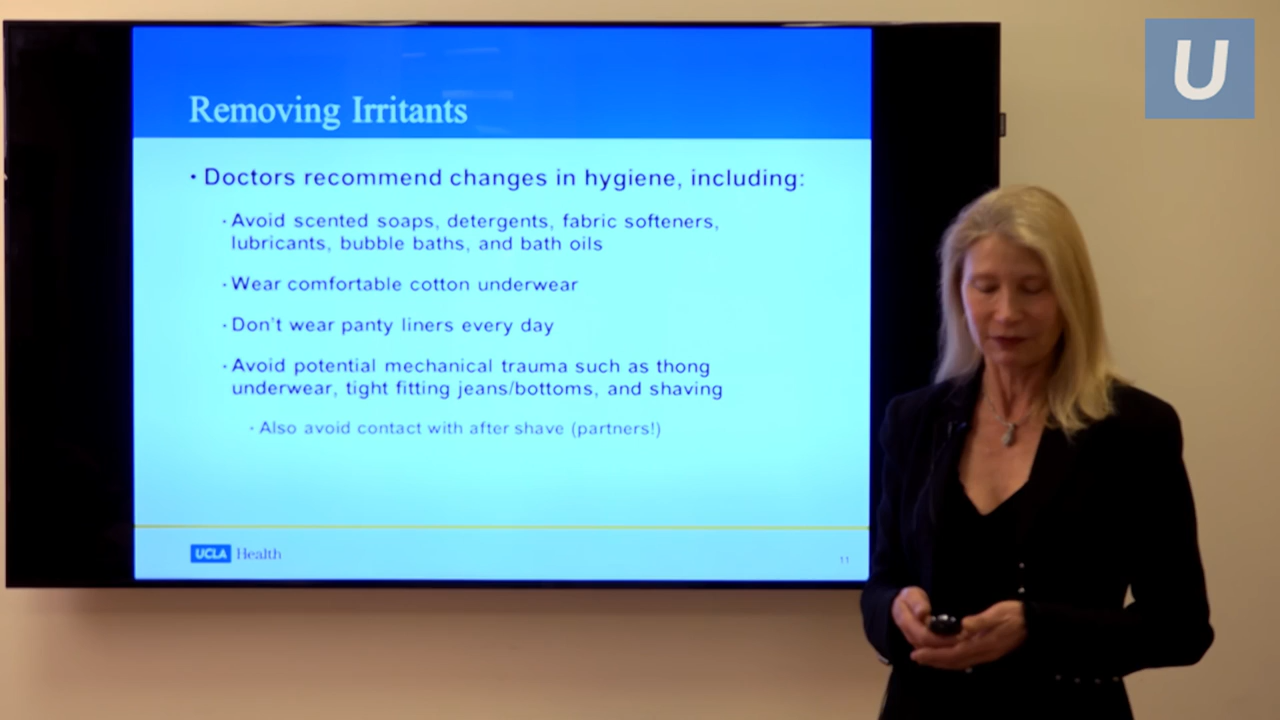 U
Removing Irritants
• Doctors recommend changes in hygiene, including:
• Avoid scented soaps, detergents, fabric softeners,
lubricants, bubble baths, and bath oils
• Wear comfortable cotton underwear
• Don't wear panty liners every day
• Avoid potential mechanical trauma such as thong
underwear, tight fitting jeans/bottoms, and shaving
• Also avoid contact with after shave (partners!)
UCLA Health
11